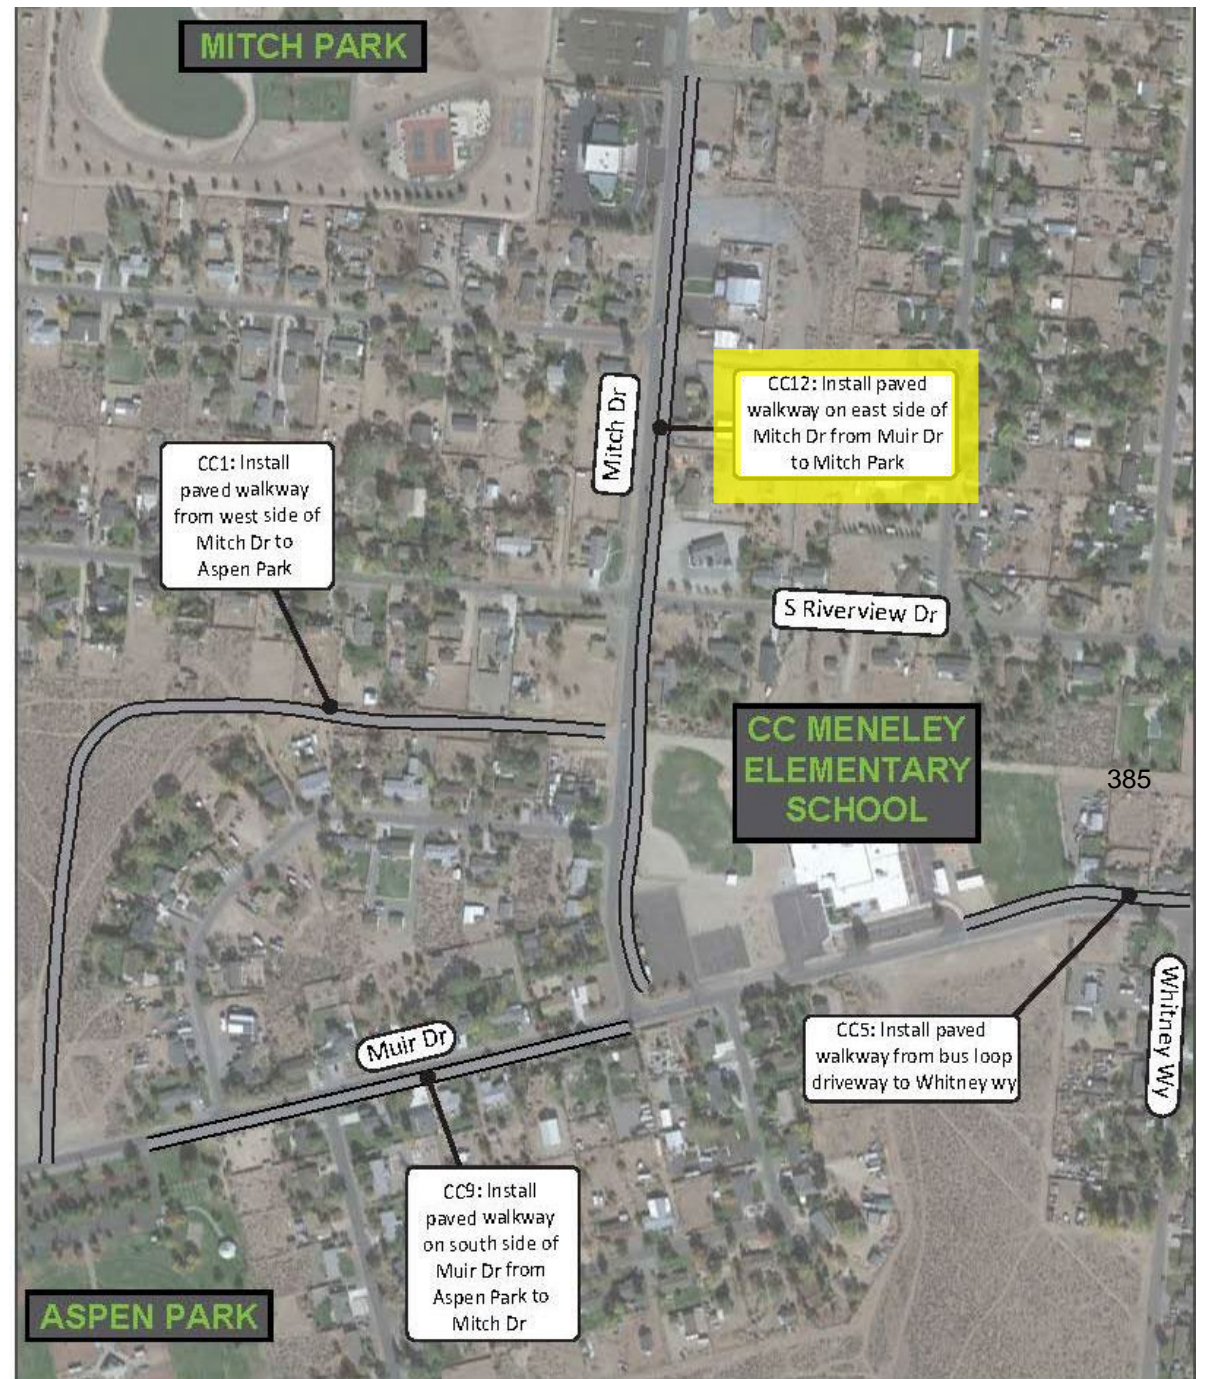 MITCH PARK
Mitch Dr
CC12: Install paved
walkway on east side of
Mitch Dr from Muir Dr
to Mitch Park
CC1: Install
paved walkway
from west side of
Mitch Dr to
Aspen Park
S Riverview Dr
CC MENELEY
ELEMENTARY
SCHOOL
385
Whitney Wy
Muir Dr
CC5: Install paved
walkway from bus loop
driveway to Whitney wy
CC9: Install
paved walkway
on south side of
Muir Dr from
Aspen Park to
Mitch Dr
ASPEN PARK